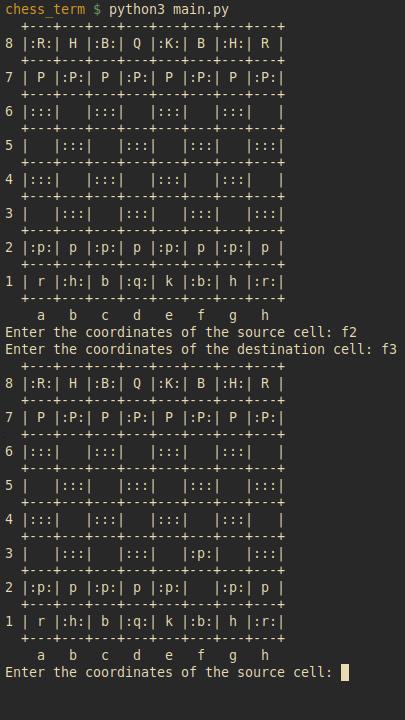 chess_term $ python3 main.py
  +---+---+---+---+---+---+---+---+
8 |:R:| H |:B:| Q |:K:| B |:H:| R |
  +---+---+---+---+---+---+---+---+
7 | P |:P:| P |:P:| P |:P:| P |:P:|
  +---+---+---+---+---+---+---+---+
6 |:::|   |:::|   |:::|   |:::|   |
  +---+---+---+---+---+---+---+---+
5 |   |:::|   |:::|   |:::|   |:::|
  +---+---+---+---+---+---+---+---+
4 |:::|   |:::|   |:::|   |:::|   |
  +---+---+---+---+---+---+---+---+
3 |   |:::|   |:::|   |:::|   |:::|
  +---+---+---+---+---+---+---+---+
2 |:p:| p |:p:| p |:p:| p |:p:| p |
  +---+---+---+---+---+---+---+---+
1 | r |:h:| b |:q:| k |:b:| h |:r:|
  +---+---+---+---+---+---+---+---+
    a   b   c   d   e   f   g   h
Enter the coordinates of the source cell: f2
Enter the coordinates of the destination cell: f3
  +---+---+---+---+---+---+---+---+
8 |:R:| H |:B:| Q |:K:| B |:H:| R |
  +---+---+---+---+---+---+---+---+
7 | P |:P:| P |:P:| P |:P:| P |:P:|
  +---+---+---+---+---+---+---+---+
6 |:::|   |:::|   |:::|   |:::|   |
  +---+---+---+---+---+---+---+---+
5 |   |:::|   |:::|   |:::|   |:::|
  +---+---+---+---+---+---+---+---+
4 |:::|   |:::|   |:::|   |:::|   |
  +---+---+---+---+---+---+---+---+
3 |   |:::|   |:::|   |:p:|   |:::|
  +---+---+---+---+---+---+---+---+
2 |:p:| p |:p:| p |:p:|   |:p:| p |
  +---+---+---+---+---+---+---+---+
1 | r |:h:| b |:q:| k |:b:| h |:r:|
  +---+---+---+---+---+---+---+---+
    a   b   c   d   e   f   g   h
Enter the coordinates of the source cell: